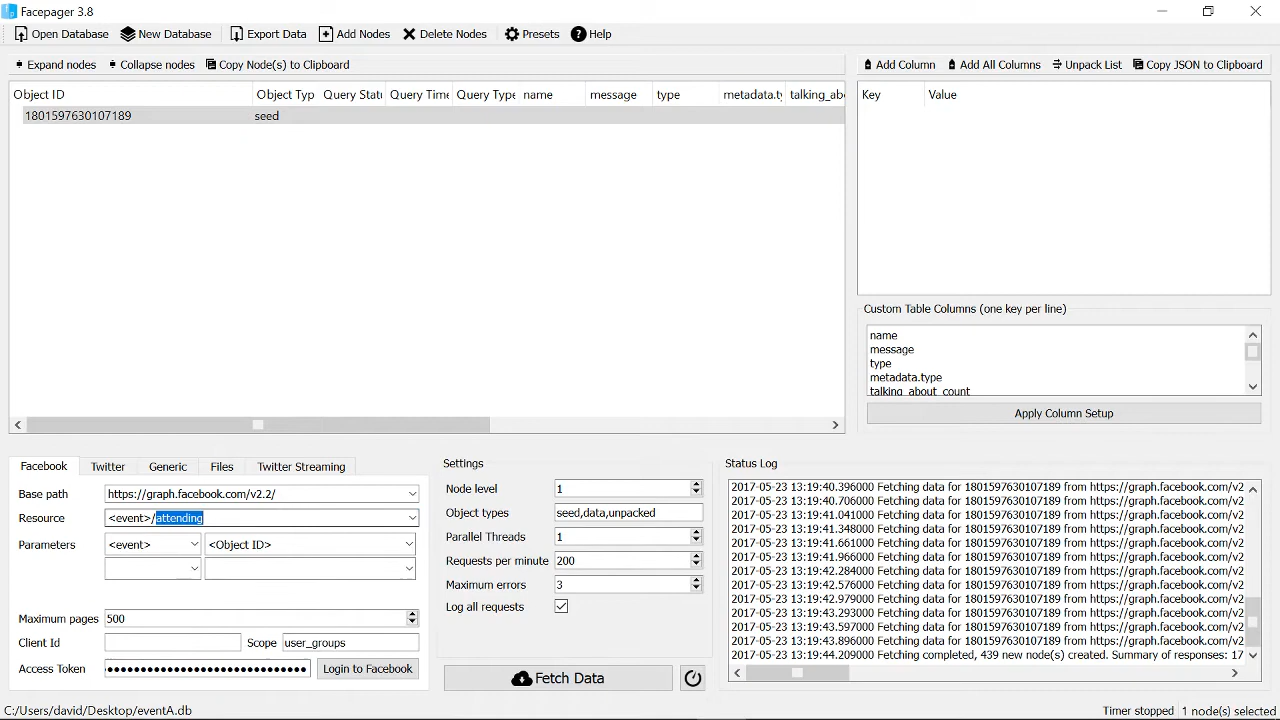 Facepager 3.8
Open Database New Database Export Data Add Nodes Delete Nodes Presets Help
Expand nodes Collapse nodes Copy Node(s) to Clipboard
Add Column Add All Columns Unpack List Copy JSON to Clipboard
Object ID Object Typ Query Statu Query Time Query Type name message type metadata.ty talking_abo
1801597630107189 seed
Key Value
Custom Table Columns (one key per line)
name
message
type
metadata.type
talking_about_count
Apply Column Setup
Facebook Twitter Generic Files Twitter Streaming
Base path https://graph.facebook.com/v2.2/
Resource <event>/attending
Parameters <event> <Object ID>
Maximum pages 500
Client Id Scope user_groups
Access Token Login to Facebook
Settings
Node level 1
Object types seed,data,unpacked
Parallel Threads 1
Requests per minute 200
Maximum errors 3
Log all requests
Fetch Data
Status Log
2017-05-23 13:19:40.396000 Fetching data for 1801597630107189 from https://graph.facebook.com/v2
2017-05-23 13:19:40.706000 Fetching data for 1801597630107189 from https://graph.facebook.com/v2
2017-05-23 13:19:41.041000 Fetching data for 1801597630107189 from https://graph.facebook.com/v2
2017-05-23 13:19:41.348000 Fetching data for 1801597630107189 from https://graph.facebook.com/v2
2017-05-23 13:19:41.661000 Fetching data for 1801597630107189 from https://graph.facebook.com/v2
2017-05-23 13:19:41.966000 Fetching data for 1801597630107189 from https://graph.facebook.com/v2
2017-05-23 13:19:42.284000 Fetching data for 1801597630107189 from https://graph.facebook.com/v2
2017-05-23 13:19:42.576000 Fetching data for 1801597630107189 from https://graph.facebook.com/v2
2017-05-23 13:19:42.979000 Fetching data for 1801597630107189 from https://graph.facebook.com/v2
2017-05-23 13:19:43.293000 Fetching data for 1801597630107189 from https://graph.facebook.com/v2
2017-05-23 13:19:43.597000 Fetching data for 1801597630107189 from https://graph.facebook.com/v2
2017-05-23 13:19:43.896000 Fetching data for 1801597630107189 from https://graph.facebook.com/v2
2017-05-23 13:19:44.209000 Fetching completed, 439 new node(s) created. Summary of responses: 17
C:/Users/david/Desktop/eventA.db
Timer stopped 1 node(s) selected